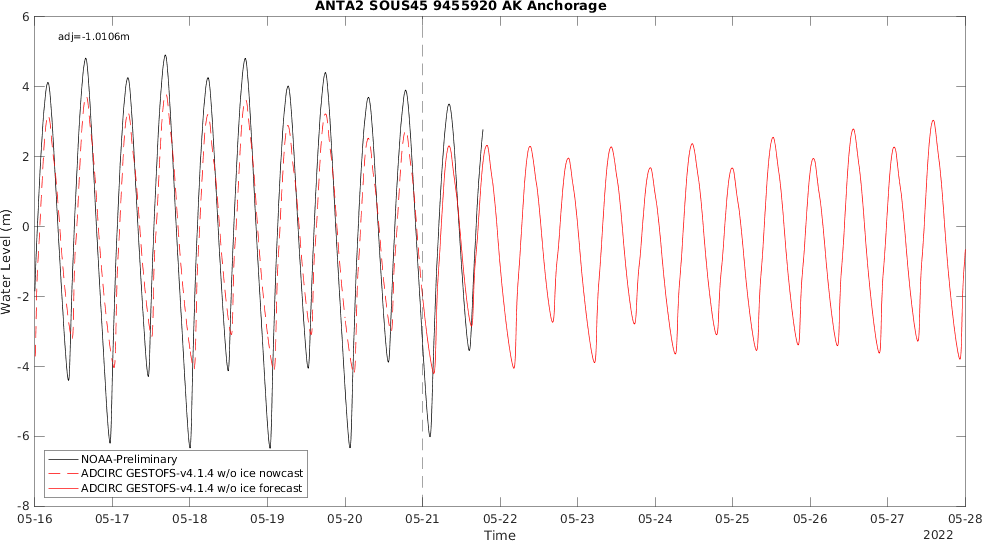 ANTA2 SOUS45 9455920 AK Anchorage
adj=-1.0106m
6
4
2
0
-2
-4
-6
-8
Water Level (m)
NOAA-Preliminary
ADCIRC GESTOFS-v4.1.4 w/o ice nowcast
ADCIRC GESTOFS-v4.1.4 w/o ice forecast
05-16 05-17 05-18 05-19 05-20 05-21 05-22 05-23 05-24 05-25 05-26 05-27 05-28
Time
2022